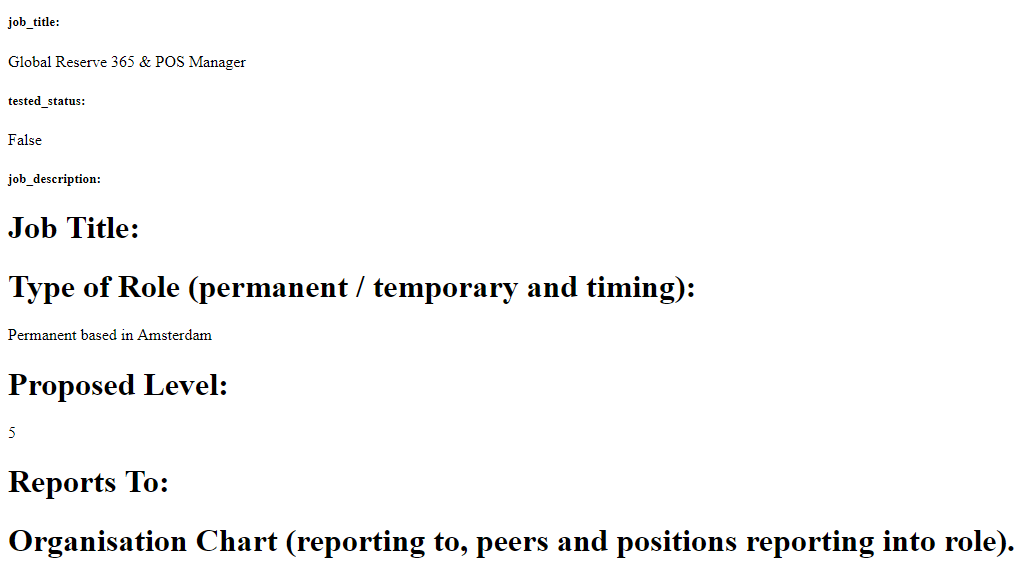 job_title:
Global Reserve 365 & POS Manager
tested_status:
False
job_description:
Job Title:
Type of Role (permanent / temporary and timing):
Permanent based in Amsterdam
Proposed Level:
5
Reports To:
Organisation Chart (reporting to, peers and positions reporting into role).